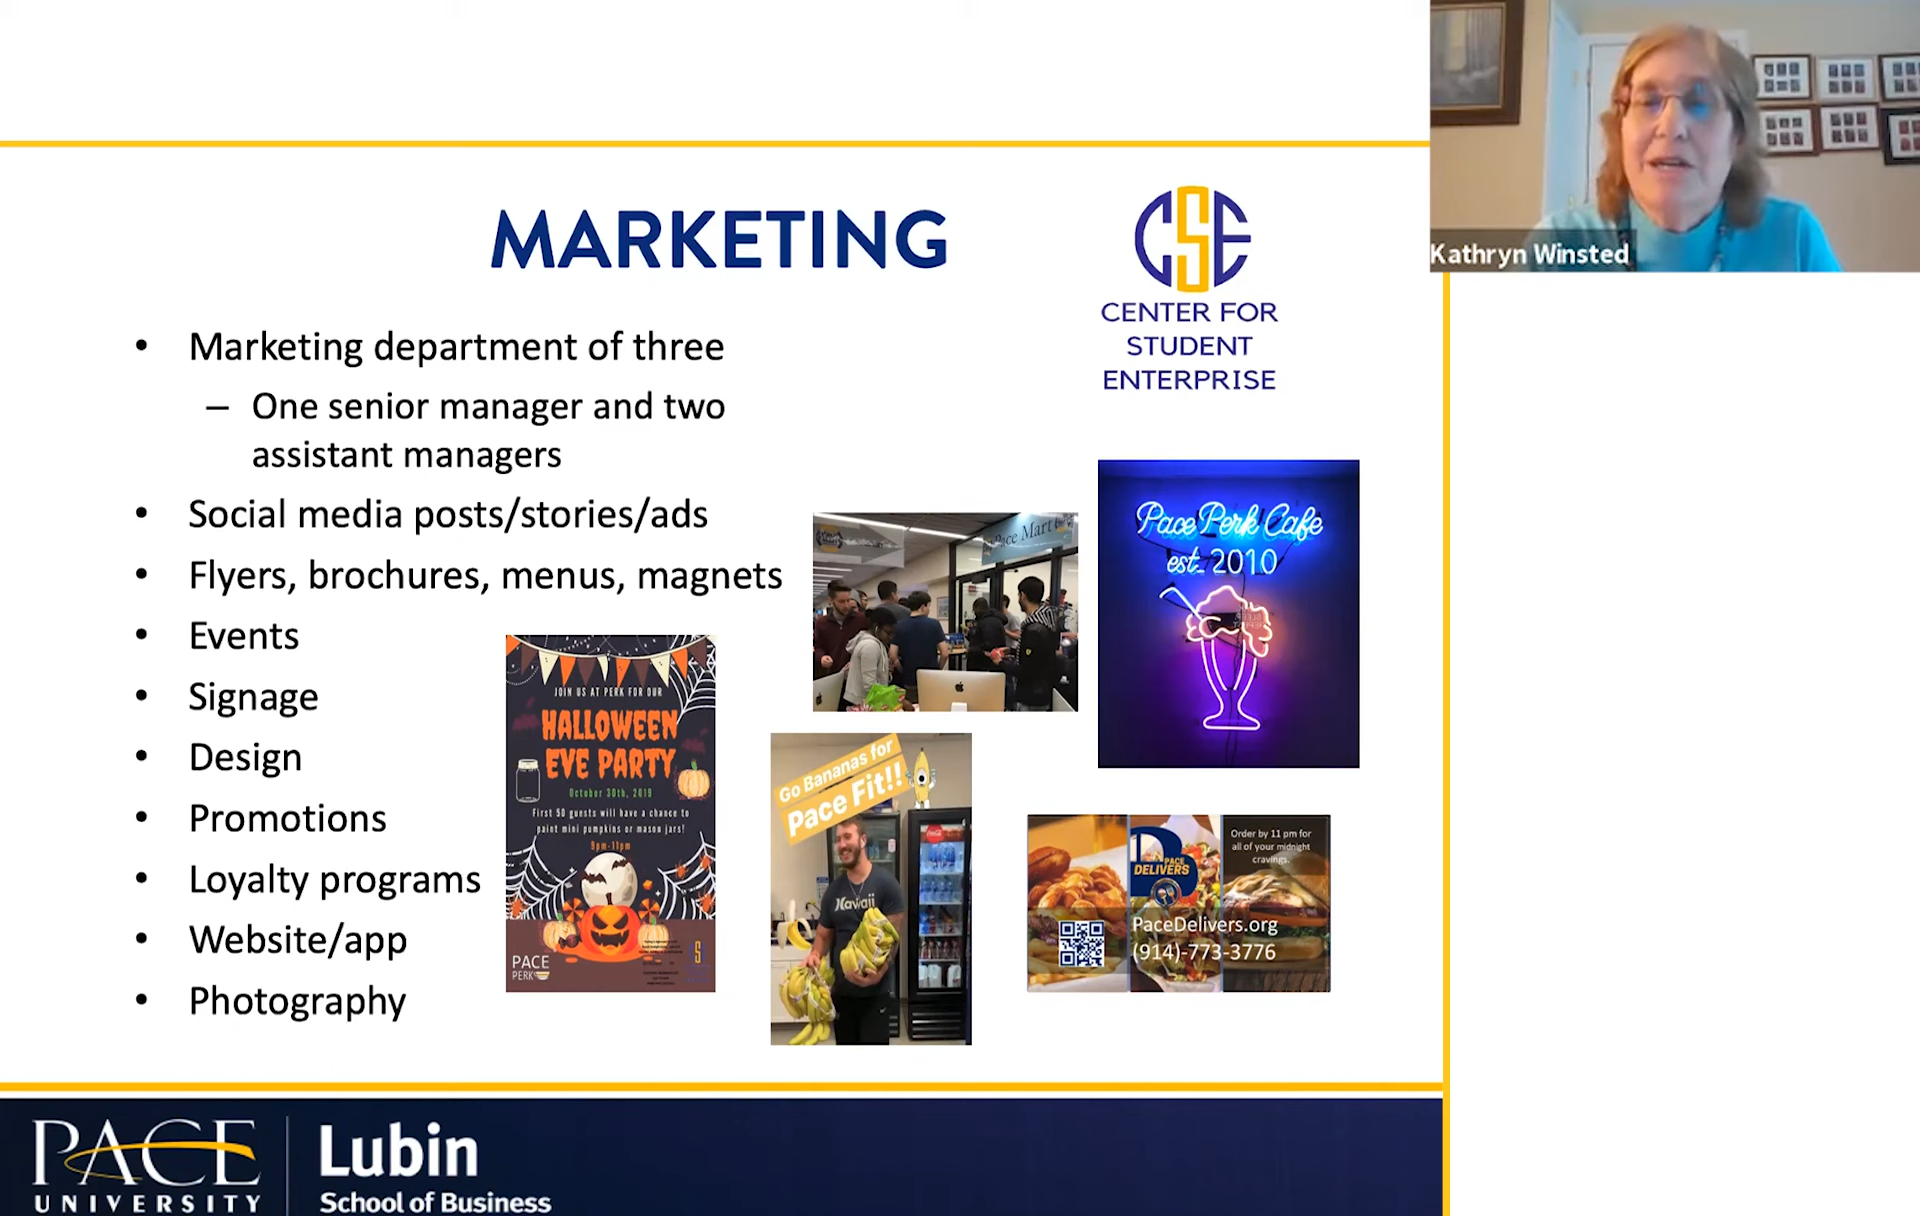 MARKETING
CSE
CENTER FOR
STUDENT
ENTERPRISE
Kathryn Winsted
• Marketing department of three
– One senior manager and two
assistant managers
• Social media posts/stories/ads
• Flyers, brochures, menus, magnets
• Events
• Signage
• Design
• Promotions
• Loyalty programs
• Website/app
• Photography
JOIN US AT PERK FOR OUR
HALLOWEEN
EVE PARTY
October 30th, 2019
First 50 guests will have a chance to
paint mini pumpkins or mason jars!
9pm-11pm
PACE
PERK
S
Pace Mart
Pace Perk Cafe
est. 2010
Go Bananas for
Pace Fit!!
Hawaii
PACE
DELIVERS
Order by 11 pm for
all of your midnight
cravings.
PaceDelivers.org
(914)-773-3776
PACE
UNIVERSITY
Lubin
School of Business